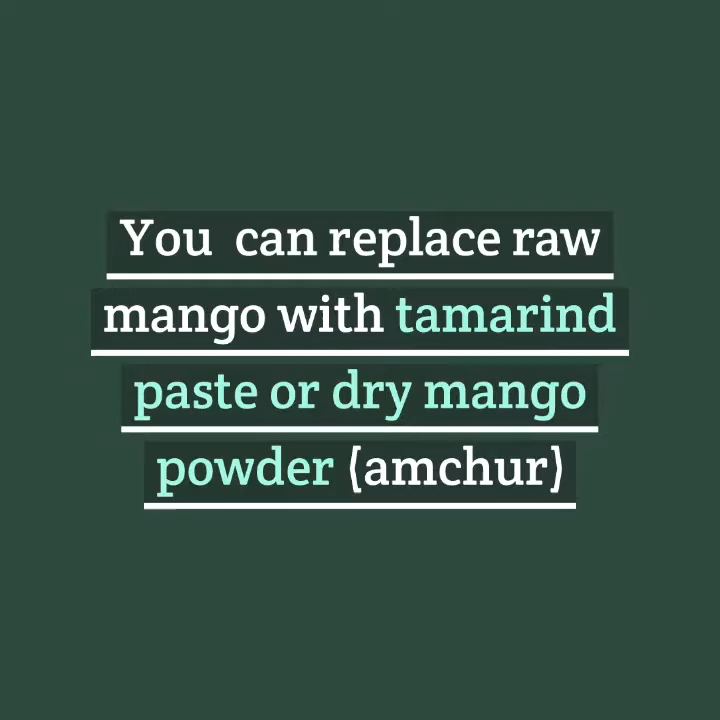 You  can replace raw
mango with tamarind
paste or dry mango
powder (amchur)